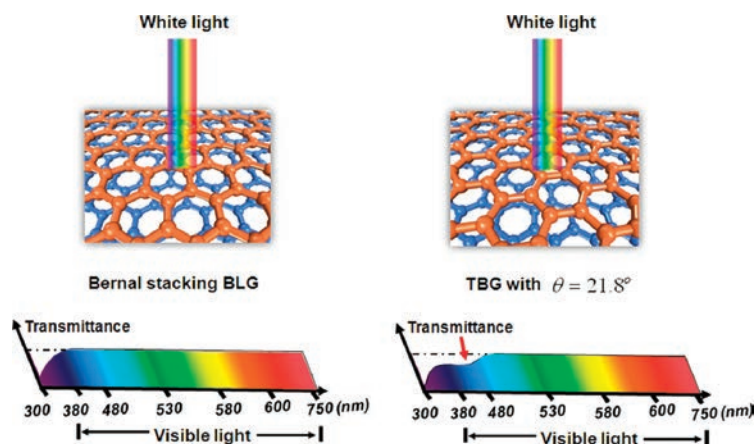 White light
Bernal stacking BLG
Transmittance
300 380 480 530 580 600 750 (nm)
Visible light
White light
TBG with θ = 21.8°
Transmittance
300 380 480 530 580 600 750 (nm)
Visible light